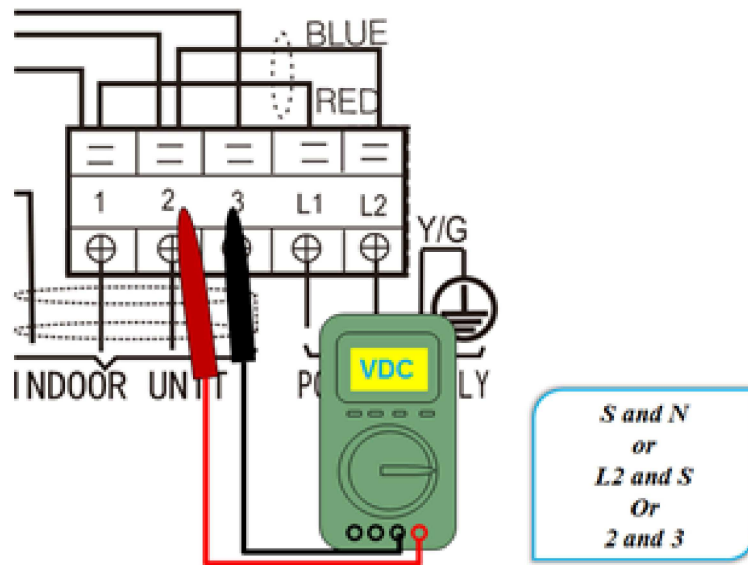 BLUE
RED
1 2 3 L1 L2
Y/G
VDC
INDOOR UNIT
S and N
or
L2 and S
Or
2 and 3